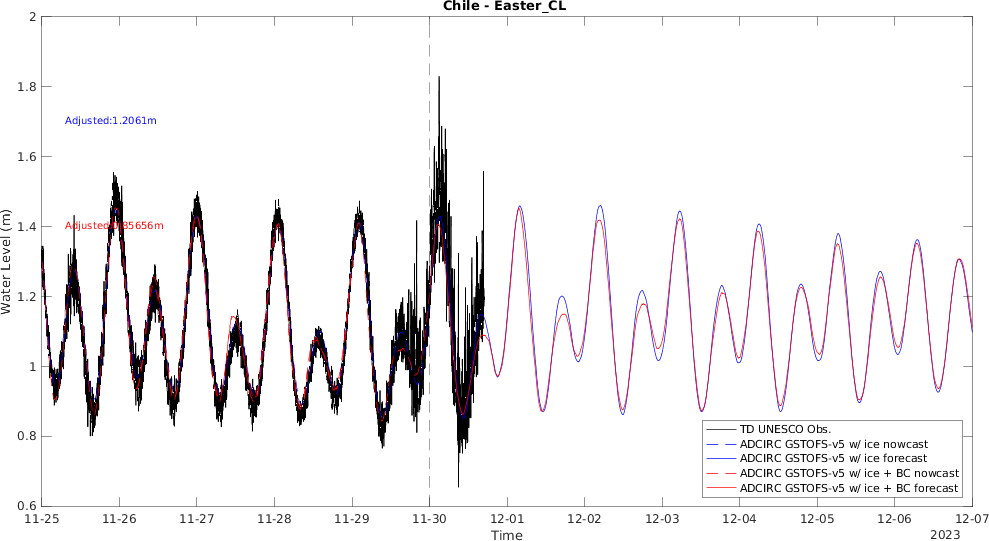 Chile - Easter_CL
2
1.8
1.6
1.4
1.2
1
0.8
0.6
Water Level (m)
Adjusted:1.2061m
Adjusted:0.85656m
TD UNESCO Obs.
ADCIRC GSTOFS-v5 w/ ice nowcast
ADCIRC GSTOFS-v5 w/ ice forecast
ADCIRC GSTOFS-v5 w/ ice + BC nowcast
ADCIRC GSTOFS-v5 w/ ice + BC forecast
11-25 11-26 11-27 11-28 11-29 11-30 12-01 12-02 12-03 12-04 12-05 12-06 12-07
Time
2023